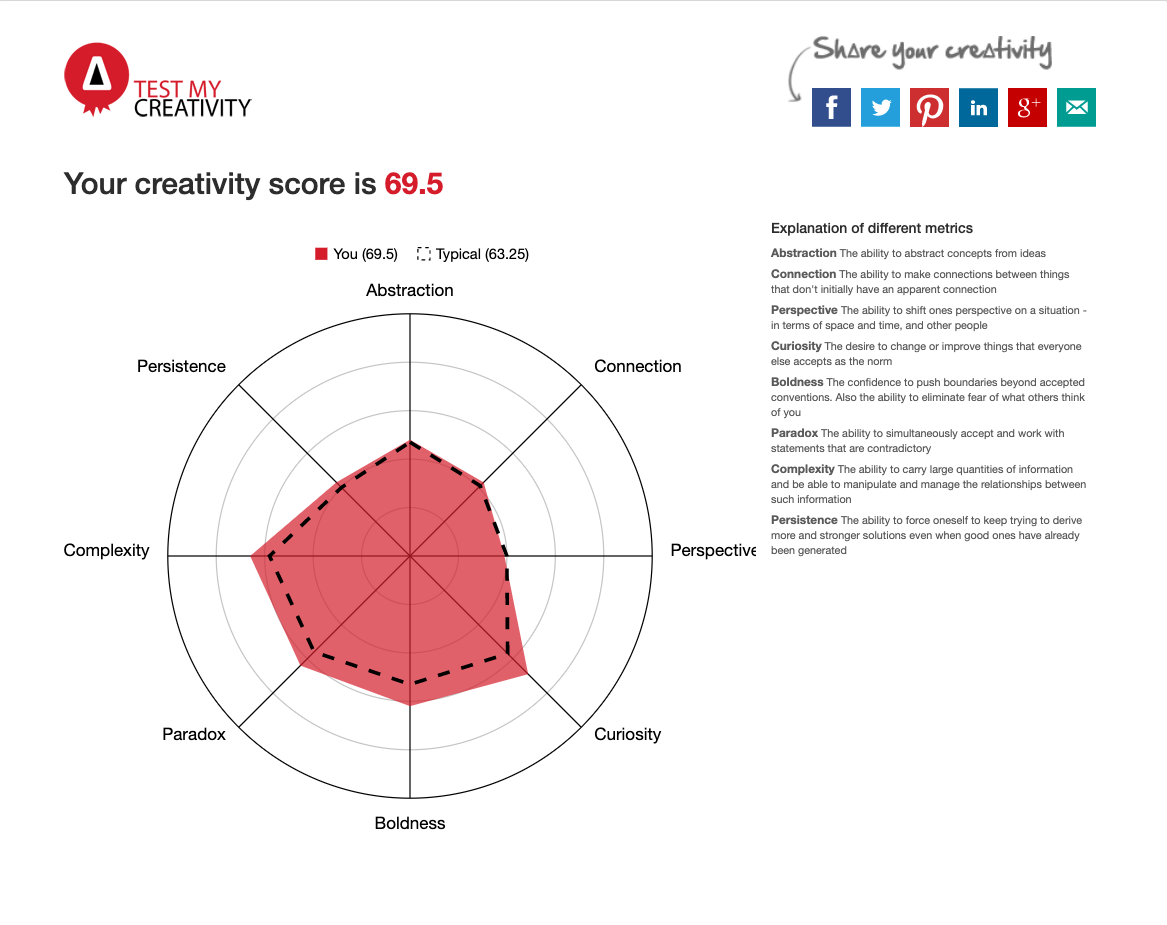 TEST MY
CREATIVITY
Share your creativity
f
in
g+
Your creativity score is 69.5
You (69.5)
Typical (63.25)
Abstraction
Connection
Perspective
Curiosity
Boldness
Paradox
Complexity
Persistence
Explanation of different metrics
Abstraction The ability to abstract concepts from ideas
Connection The ability to make connections between things
that don't initially have an apparent connection
Perspective The ability to shift ones perspective on a situation -
in terms of space and time, and other people
Curiosity The desire to change or improve things that everyone
else accepts as the norm
Boldness The confidence to push boundaries beyond accepted
conventions. Also the ability to eliminate fear of what others think
of you
Paradox The ability to simultaneously accept and work with
statements that are contradictory
Complexity The ability to carry large quantities of information
and be able to manipulate and manage the relationships between
such information
Persistence The ability to force oneself to keep trying to derive
more and stronger solutions even when good ones have already
been generated